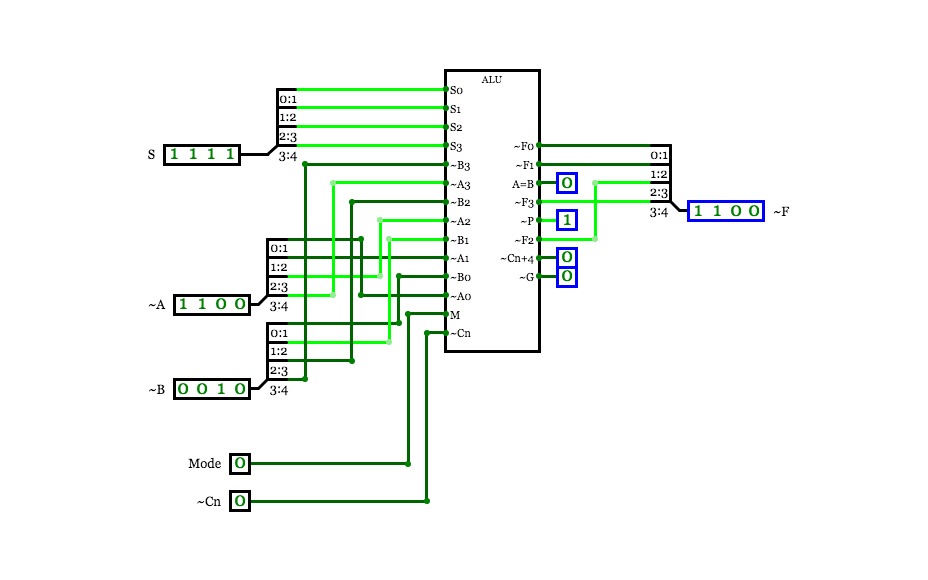 ALU
0:1
1:2
2:3
3:4
S 1 1 1 1
S0
S1
S2
S3
~B3
~A3
~B2
~A2
~B1
~A1
~B0
~A0
M
~Cn
~F0
~F1
A=B 0
~F3
~P 1
~F2
~Cn+4 0
~G 0
0:1
1:2
2:3
3:4
1 1 0 0 ~F
0:1
1:2
2:3
3:4
~A 1 1 0 0
0:1
1:2
2:3
3:4
~B 0 0 1 0
Mode 0
~Cn 0